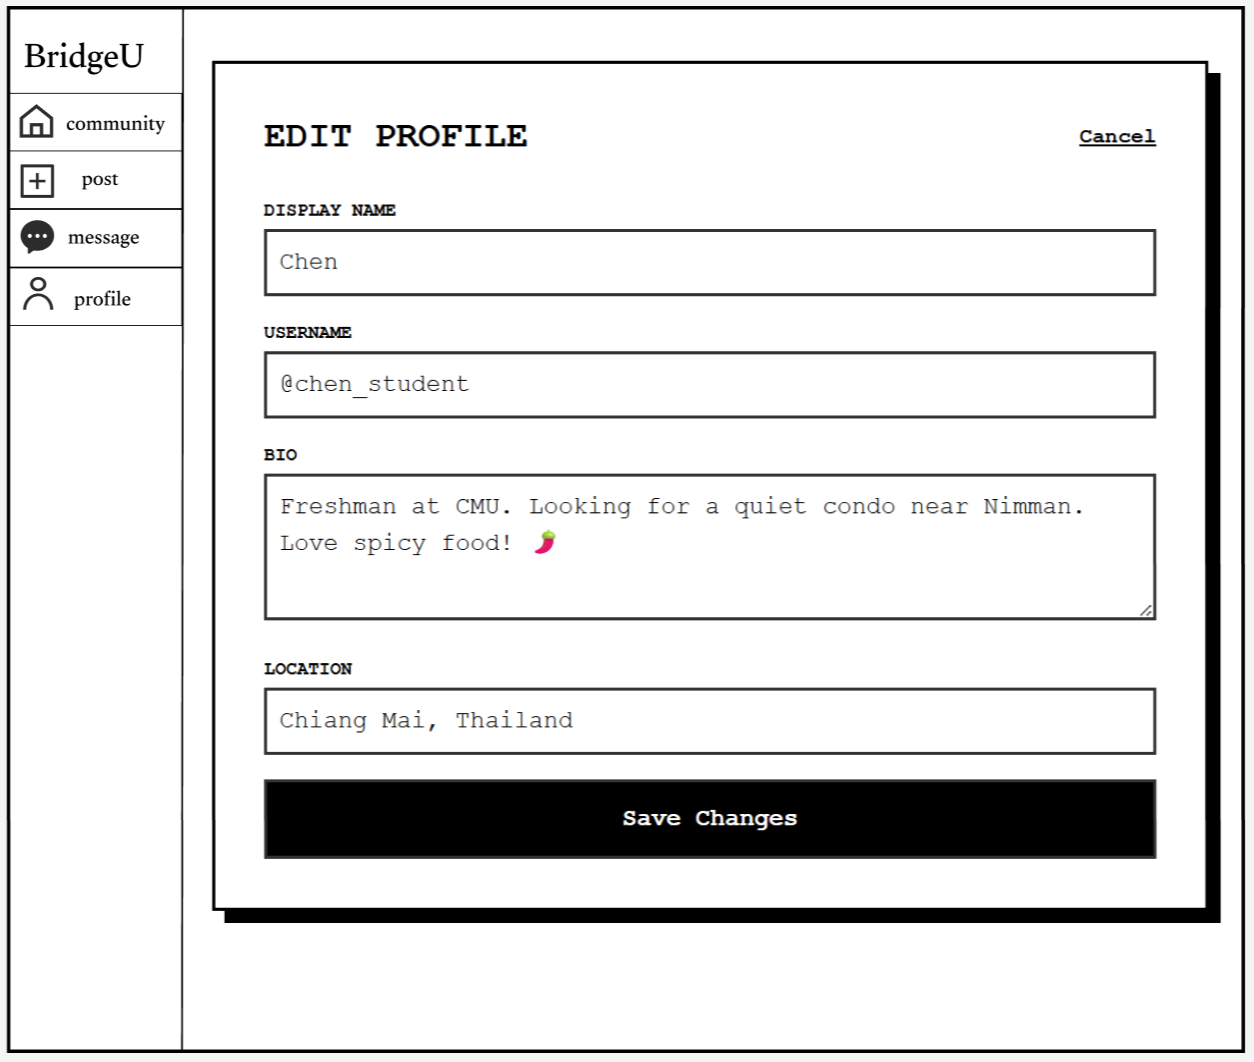 BridgeU
community
post
message
profile
EDIT PROFILE
Cancel
DISPLAY NAME
Chen
USERNAME
@chen_student
BIO
Freshman at CMU. Looking for a quiet condo near Nimman.
Love spicy food! 🌶️
LOCATION
Chiang Mai, Thailand
Save Changes